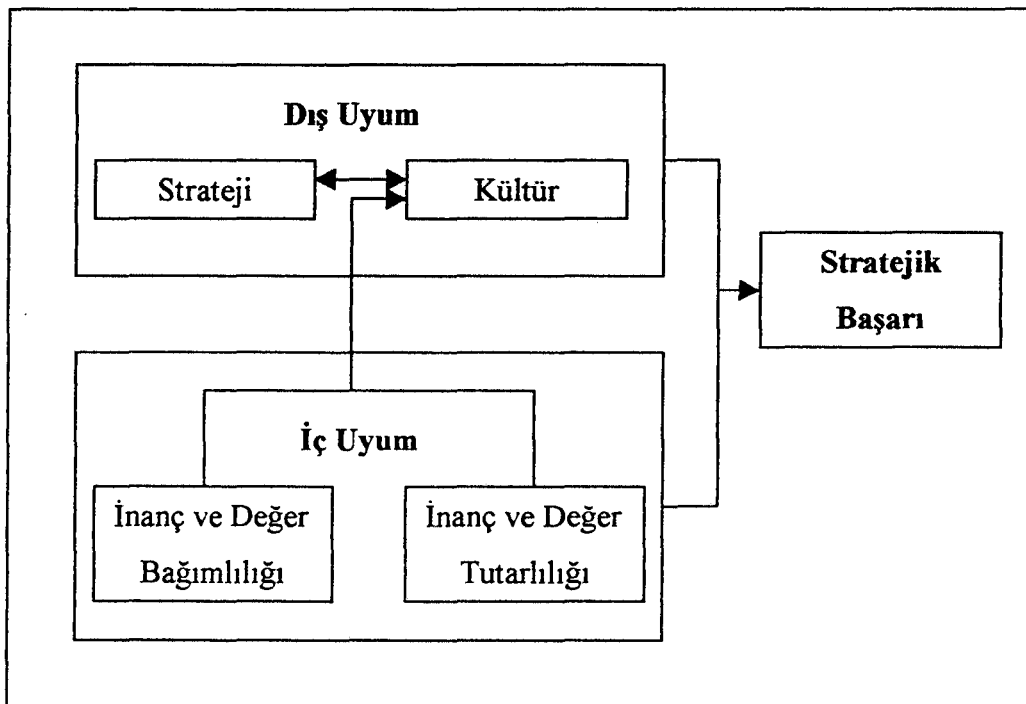 Dış Uyum
Strateji
Kültür
Stratejik
Başarı
İç Uyum
İnanç ve Değer
Bağımlılığı
İnanç ve Değer
Tutarlılığı